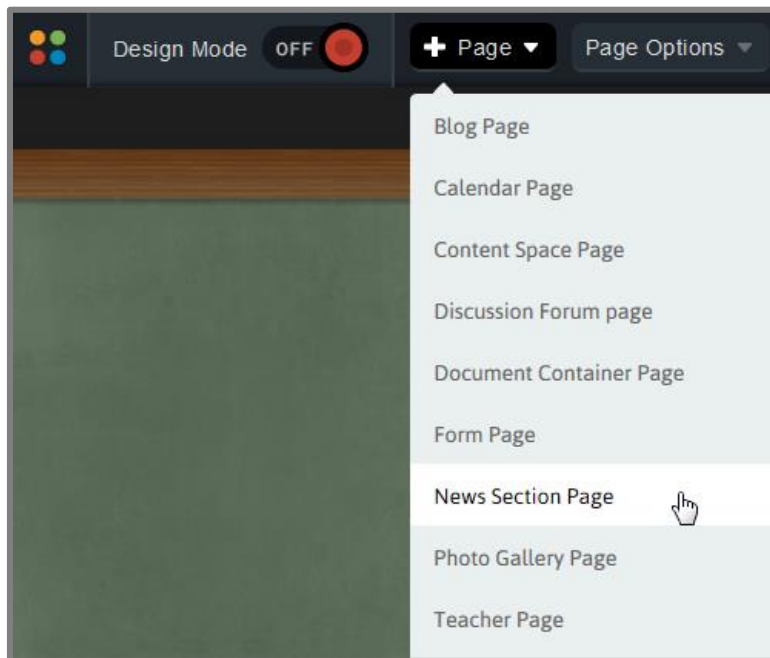 Design Mode OFF Page Page Options
Blog Page
Calendar Page
Content Space Page
Discussion Forum page
Document Container Page
Form Page
News Section Page
Photo Gallery Page
Teacher Page